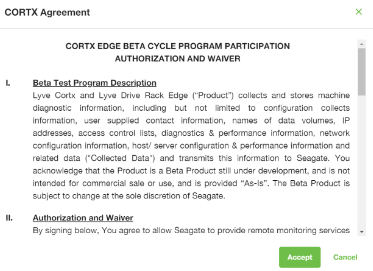 CORTX Agreement
×
CORTX EDGE BETA CYCLE PROGRAM PARTICIPATION
AUTHORIZATION AND WAIVER
I. Beta Test Program Description
Lyve Cortx and Lyve Drive Rack Edge ("Product") collects and stores machine
diagnostic information, including but not limited to configuration collects
information, user supplied contact information, names of data volumes, IP
addresses, access control lists, diagnostics & performance information, network
configuration information, host/ server configuration & performance information and
related data ("Collected Data") and transmits this information to Seagate. You
acknowledge that the Product is a Beta Product still under development, and is not
intended for commercial sale or use, and is provided "As-Is". The Beta Product is
subject to change at the sole discretion of Seagate.
II. Authorization and Waiver
By signing below, You agree to allow Seagate to provide remote monitoring services
Accept Cancel